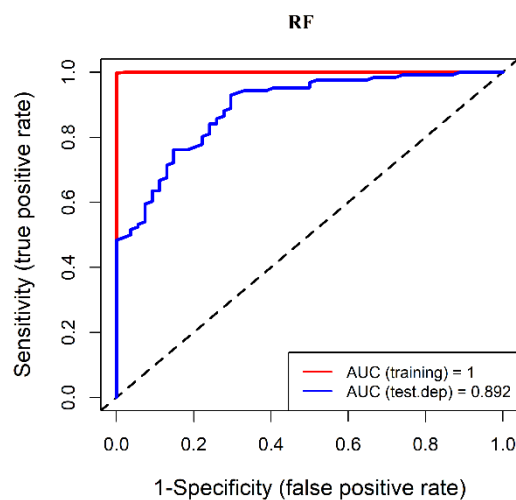 RF
Sensitivity (true positive rate)
1.0
0.8
0.6
0.4
0.2
0.0
AUC (training) = 1
AUC (test.dep) = 0.892
0.0 0.2 0.4 0.6 0.8 1.0
1-Specificity (false positive rate)